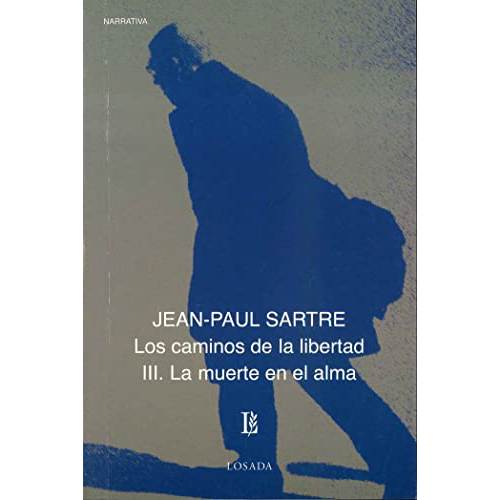 NARRATIVA
JEAN-PAUL SARTRE
Los caminos de la libertad
III. La muerte en el alma
L
LOSADA